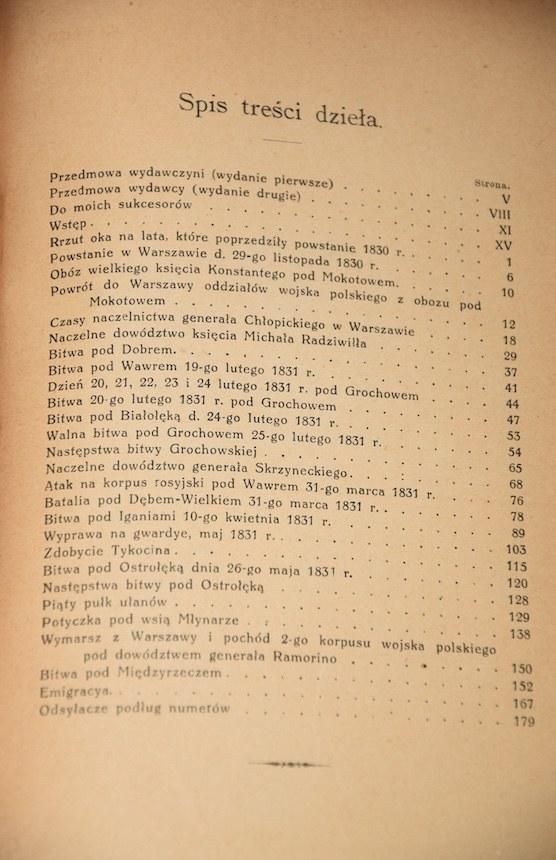 Spis treści dzieła.
Strona.
Przedmowa wydawczyni (wydanie pierwsze) . . . . . . V
Przedmowa wydawcy (wydanie drugie) . . . . . . . VIII
Do moich sukcesorów . . . . . . . . XI
Wstęp . . . . . . . . . . XV
Rrzut oka na lata, które poprzedziły powstanie 1830 r. . . . 1
Powstanie w Warszawie d. 29-go listopada 1830 r. . . . . 6
Obóz wielkiego księcia Konstantego pod Mokotowem. . . . 10
Powrót do Warszawy oddziałów wojska polskiego z obozu pod
Mokotowem . . . . . . . . . 12
Czasy naczelnictwa generała Chłopickiego w Warszawie . . . 18
Naczelne dowództwo księcia Michała Radziwiłła . . . . 29
Bitwa pod Dobrem. . . . . . . . . 37
Bitwa pod Wawrem 19-go lutego 1831 r. . . . . . 41
Dzień 20, 21, 22, 23 i 24 lutego 1831 r. pod Grochowem . . . 44
Bitwa 20-go lutego 1831 r. pod Grochowem . . . . . 47
Bitwa pod Białołęką d. 24-go lutego 1831 r. . . . . . 53
Walna bitwa pod Grochowem 25-go lutego 1831 r. . . . . 54
Następstwa bitwy Grochowskiej . . . . . . . 65
Naczelne dowództwo generała Skrzyneckiego. . . . . . 68
Atak na korpus rosyjski pod Wawrem 31-go marca 1831 r. . . 76
Batalia pod Dębem-Wielkiem 31-go marca 1831 r. . . . . 78
Bitwa pod Iganiami 10-go kwietnia 1831 r. . . . . . 89
Wyprawa na gwardye, maj 1831 r. . . . . . . 103
Zdobycie Tykocina . . . . . . . . . 115
Bitwa pod Ostrołęką dnia 26-go maja 1831 r. . . . . . 120
Następstwa bitwy pod Ostrołęką . . . . . . . 128
Piąty pułk ułanów . . . . . . . . . 129
Potyczka pod wsią Młynarze . . . . . . . 138
Wymarsz z Warszawy i pochód 2-go korpusu wojska polskiego
pod dowództwem generała Ramorino . . . . . 150
Bitwa pod Międzyrzeczem . . . . . . . . 152
Emigracya. . . . . . . . . . . 167
Odsyłacze podług numerów . . . . . . . 179